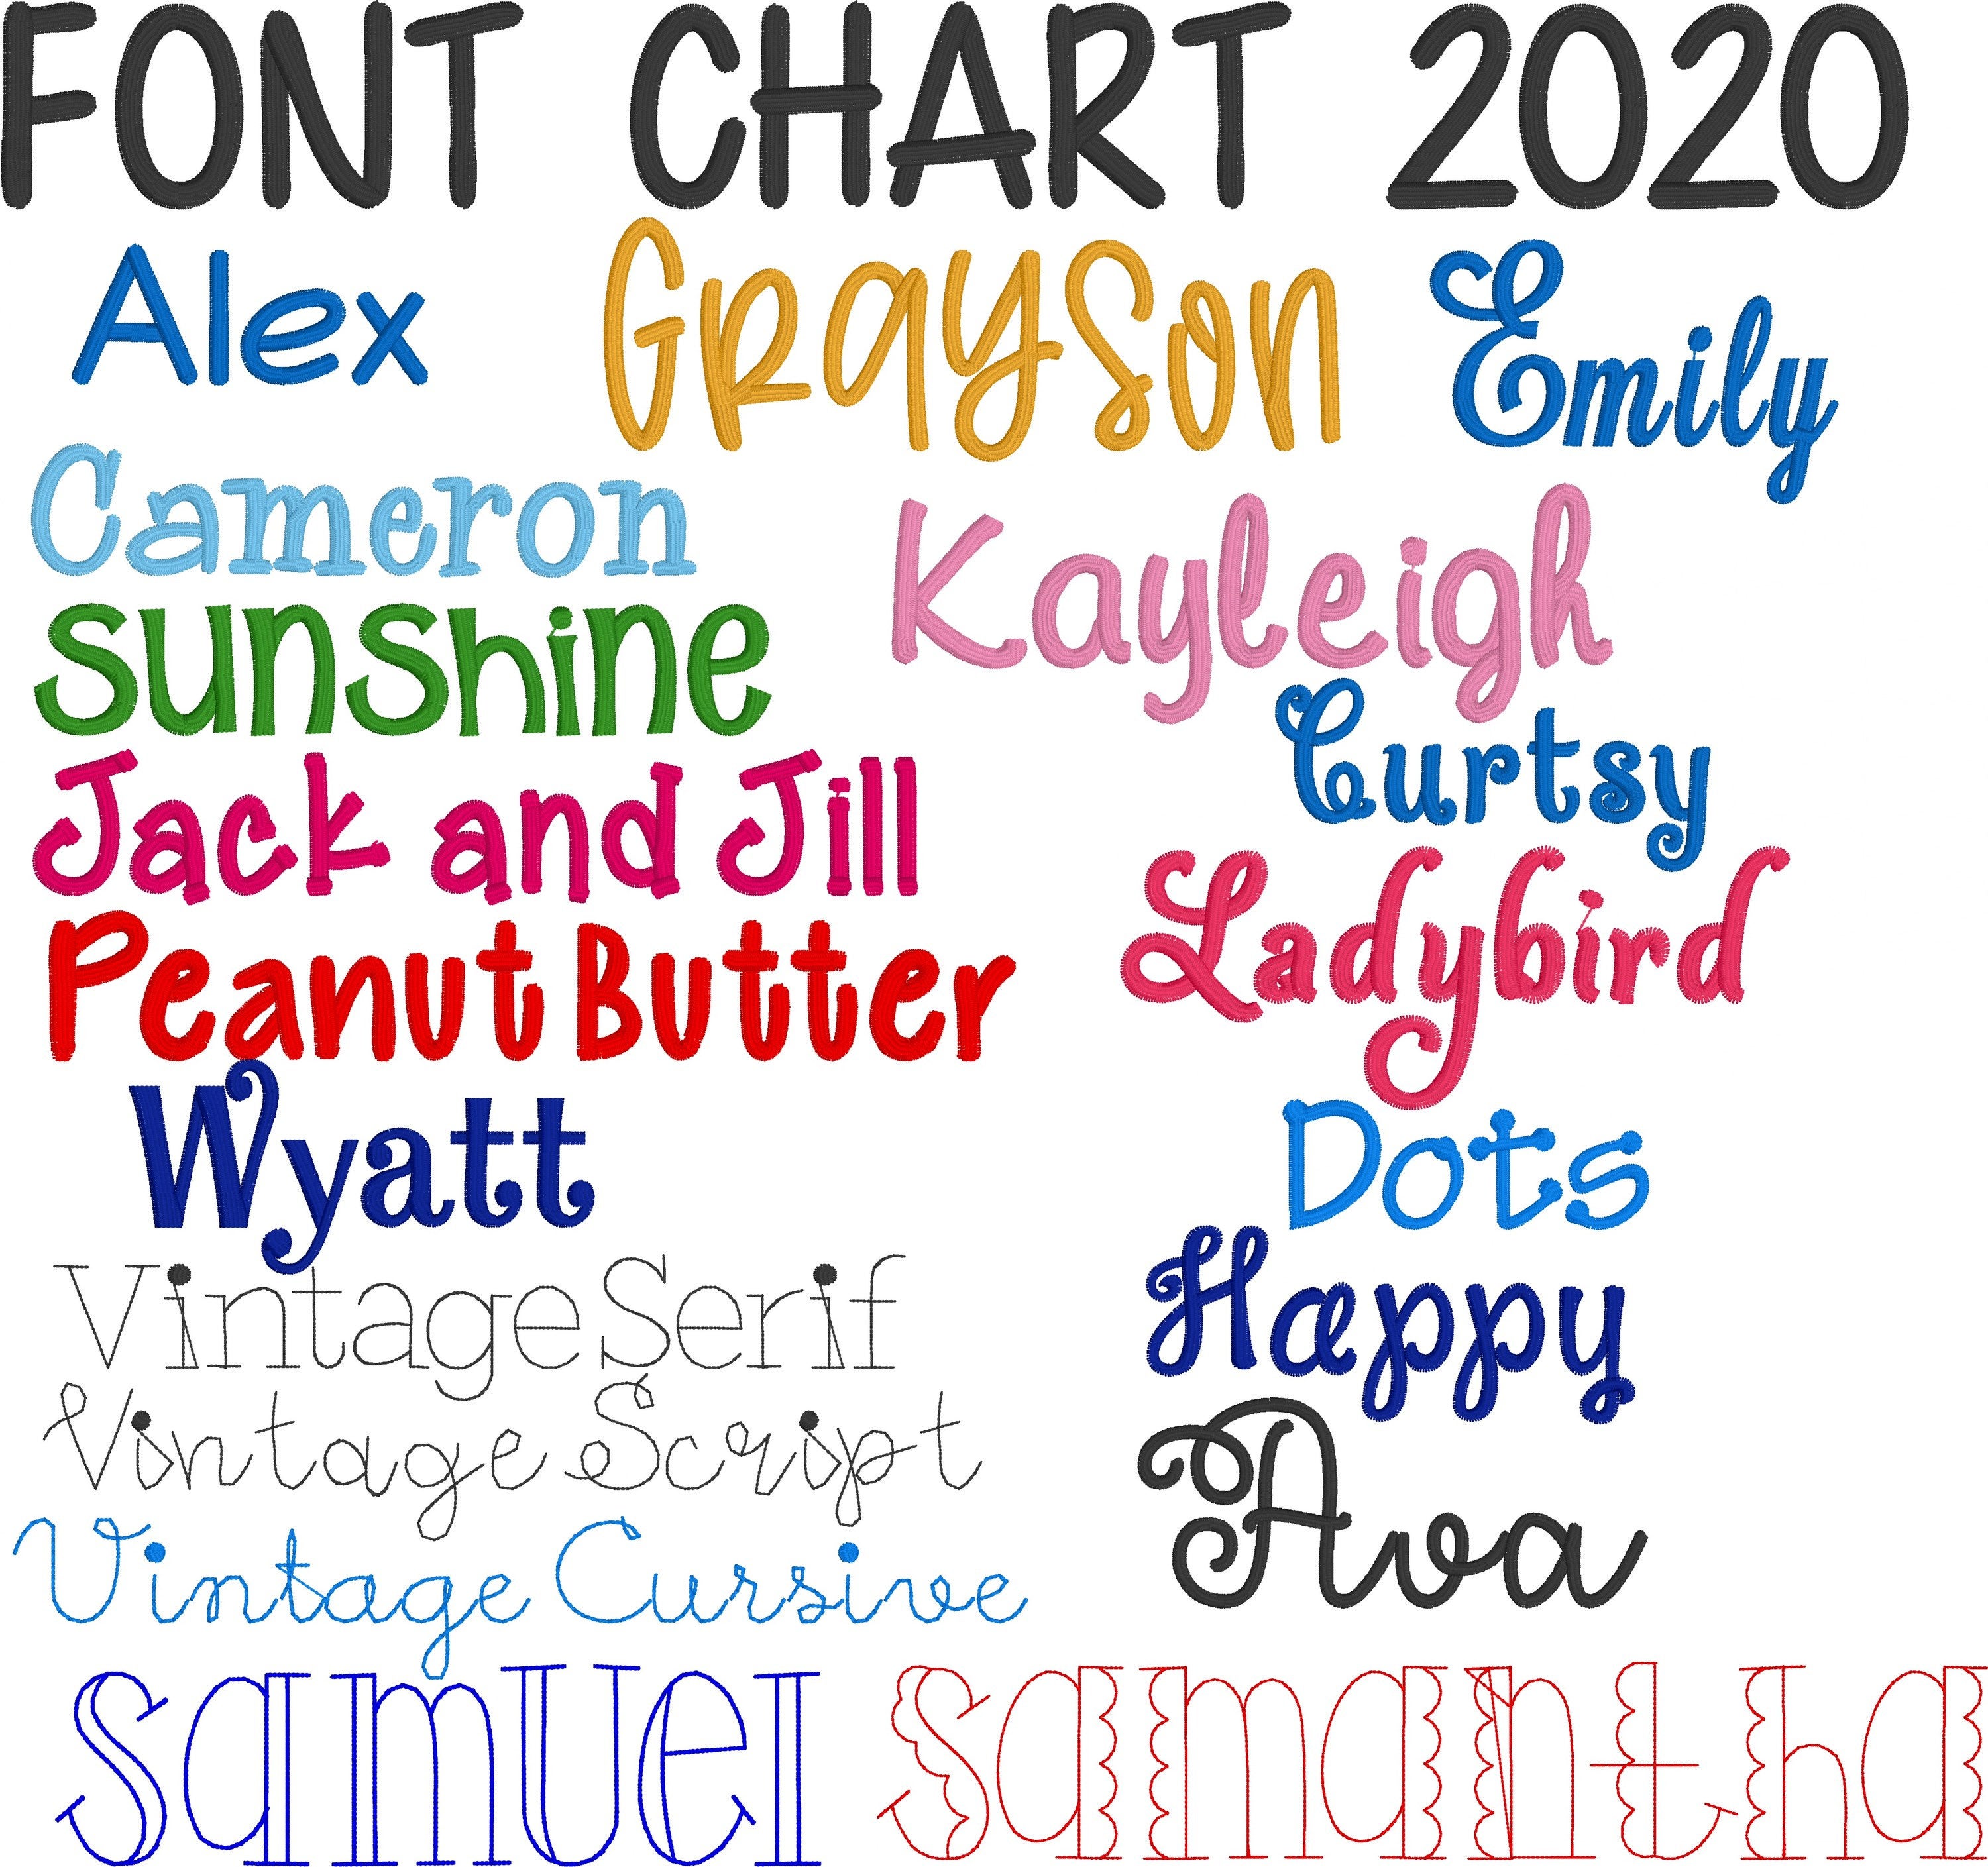 FONT CHART 2020
Alex
Grayson
Emily
Cameron
Kayleigh
sunshine
Curtsy
Jack and Jill
Ladybird
Peanut Butter
Wyatt
Dots
Vintage Serif
Happy
Vintage Script
Ava
Vintage Cursive
samuel
samantha